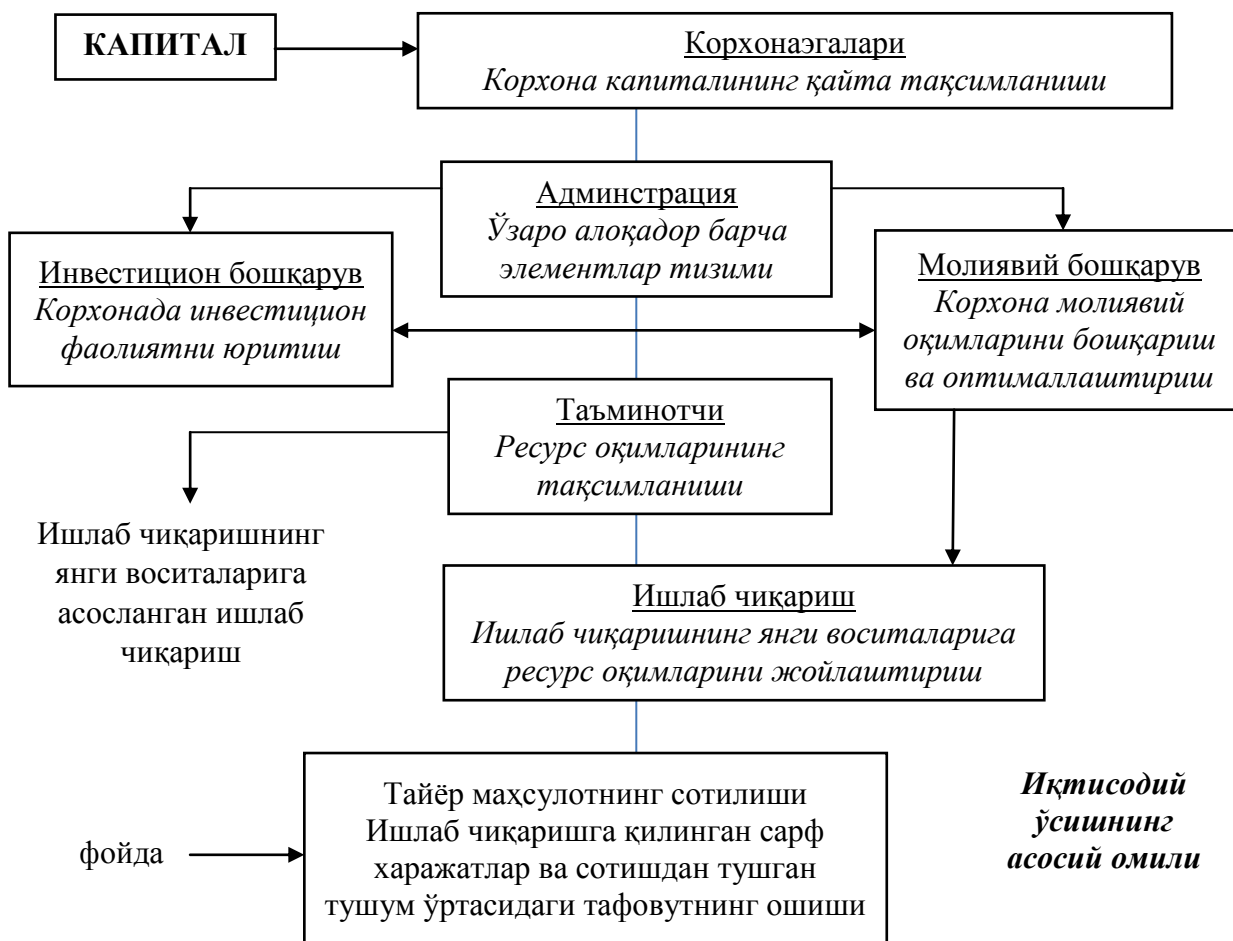 КАПИТАЛ
Корхонаэгалари
Корхона капиталининг қайта тақсимланиши
Админстрация
Ўзаро алоқадор барча
элементлар тизими
Инвестицион бошқарув
Корхонада инвестицион
фаолиятни юритиш
Молиявий бошқарув
Корхона молиявий
оқимларини бошқариш
ва оптималлаштириш
Таъминотчи
Ресурс оқимларининг
тақсимланиши
Ишлаб чиқаришнинг
янги воситаларига
асосланган ишлаб
чиқариш
Ишлаб чиқариш
Ишлаб чиқаришнинг янги воситаларига
ресурс оқимларини жойлаштириш
фойда
Тайёр маҳсулотнинг сотилиши
Ишлаб чиқаришга қилинган сарф
харажатлар ва сотишдан тушган
тушум ўртасидаги тафовутнинг ошиши
Иқтисодий
ўсишнинг
асосий омили